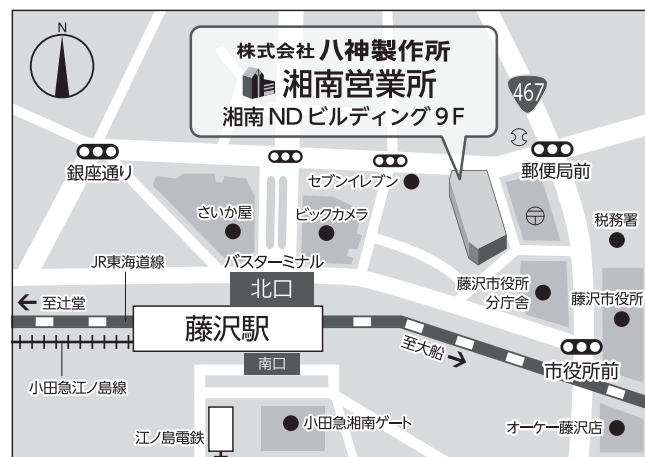 N
株式会社 八神製作所
湘南営業所
湘南NDビルディング9F
467
銀座通り
郵便局前
セブンイレブン
さいか屋
ビックカメラ
税務署
JR東海道線
バスターミナル
北口
藤沢市役所
分庁舎
藤沢市役所
至辻堂
藤沢駅
至大船
市役所前
南口
小田急江ノ島線
江ノ島電鉄
小田急湘南ゲート
オーケー藤沢店